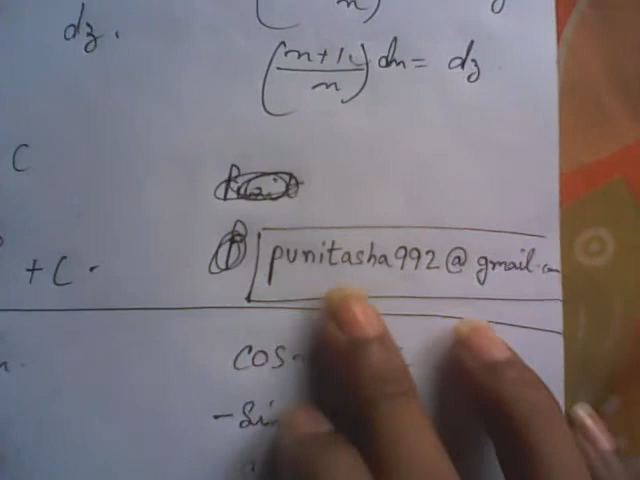 dz.
(n+1/n) dn = dz
C
+ C.
punitasha992@gmail.com
cos
- Sin